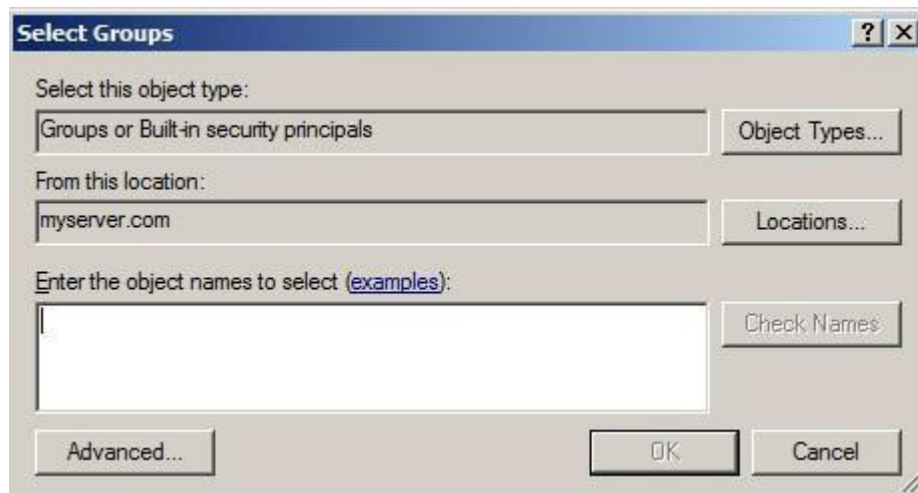 Select Groups
Select this object type:
Groups or Built-in security principals
Object Types...
From this location:
myserver.com
Locations...
Enter the object names to select (examples):
Check Names
Advanced...
OK
Cancel